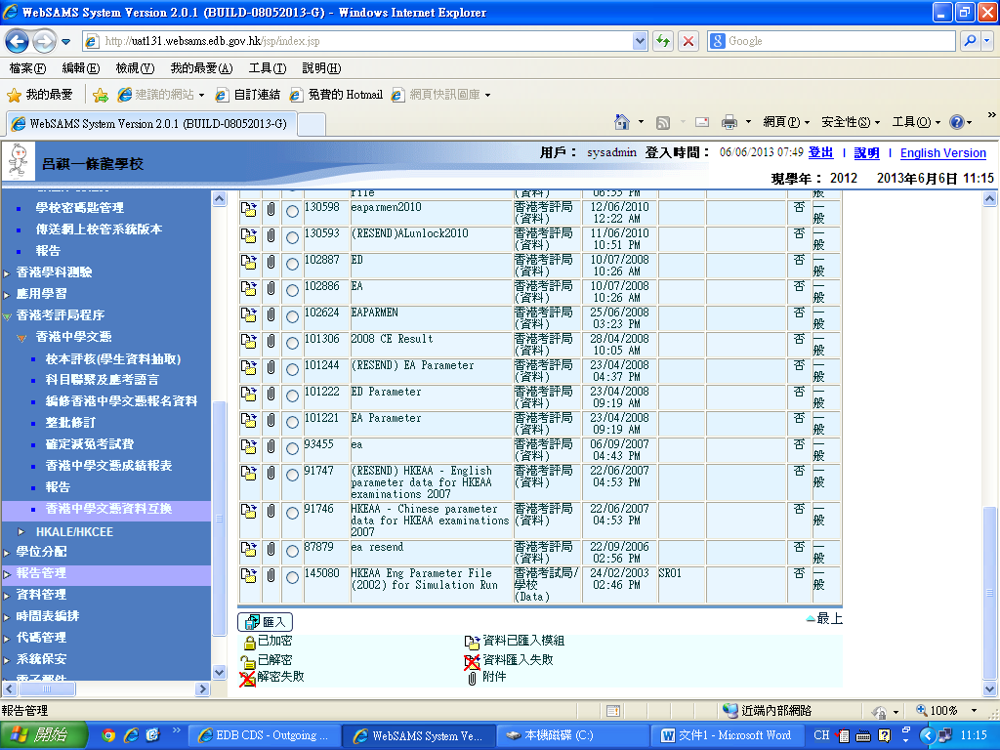 WebSAMS System Version 2.0.1 (BUILD-08052013-G) - Windows Internet Explorer
http://uat131.websams.edb.gov.hk/jsp/index.jsp
Google
檔案(F) 編輯(E) 檢視(V) 我的最愛(A) 工具(T) 說明(H)
我的最愛 建議的網站 自訂連結 免費的 Hotmail 網頁快訊圖庫
WebSAMS System Version 2.0.1 (BUILD-08052013-G)
網頁(P) 安全性(S) 工具(O)
呂祺一條龍學校
用戶： sysadmin 登入時間： 06/06/2013 07:49 登出 | 說明 | English Version
現學年： 2012 2013年6月6日 11:15
學校密碼匙管理
傳送網上校管系統版本
報告
香港學科測驗
應用學習
香港考評局程序
香港中學文憑
校本評核(學生資料抽取)
科目聯繫及應考語言
編修香港中學文憑報名資料
整批修訂
確定減免考試費
香港中學文憑成績報表
報告
香港中學文憑資料互換
HKALE/HKCEE
學位分配
報告管理
資料管理
時間表編排
代碼管理
系統保安
電子郵件
file (資料) 06:55 PM 般
130598 eaparmen2010 香港考評局 12/06/2010 否 一
(資料) 12:22 AM 般
130593 (RESEND)ALunlock2010 香港考評局 11/06/2010 否 一
(資料) 10:51 PM 般
102887 ED 香港考評局 10/07/2008 否 一
(資料) 10:26 AM 般
102886 EA 香港考評局 10/07/2008 否 一
(資料) 10:26 AM 般
102624 EAPARMEN 香港考評局 25/06/2008 否 一
(資料) 03:23 PM 般
101306 2008 CE Result 香港考評局 28/04/2008 否 一
(資料) 10:05 AM 般
101244 (RESEND) EA Parameter 香港考評局 23/04/2008 否 一
(資料) 04:37 PM 般
101222 ED Parameter 香港考評局 23/04/2008 否 一
(資料) 09:19 AM 般
101221 EA Parameter 香港考評局 23/04/2008 否 一
(資料) 09:19 AM 般
93455 ea 香港考評局 06/09/2007 否 一
(資料) 04:43 PM 般
91747 (RESEND) HKEAA - English 香港考評局 22/06/2007 否 一
parameter data for HKEAA (資料) 04:53 PM 般
examinations 2007
91746 HKEAA - Chinese parameter 香港考評局 22/06/2007 否 一
data for HKEAA examinations (資料) 04:53 PM 般
2007
87879 ea resend 香港考評局 22/09/2006 否 一
(資料) 02:56 PM 般
145080 HKEAA Eng Parameter File 香港考試局/ 24/02/2003 SR01 否 一
(2002) for Simulation Run 學校 02:46 PM 般
(Data)
匯入 最上
已加密 資料已匯入模組
已解密 資料匯入失敗
解密失敗 附件
報告管理 近端內部網路 100%
開始 EDB CDS - Outgoing ... WebSAMS System Ve... 本機磁碟 (C:) 文件1 - Microsoft Word CH 11:15